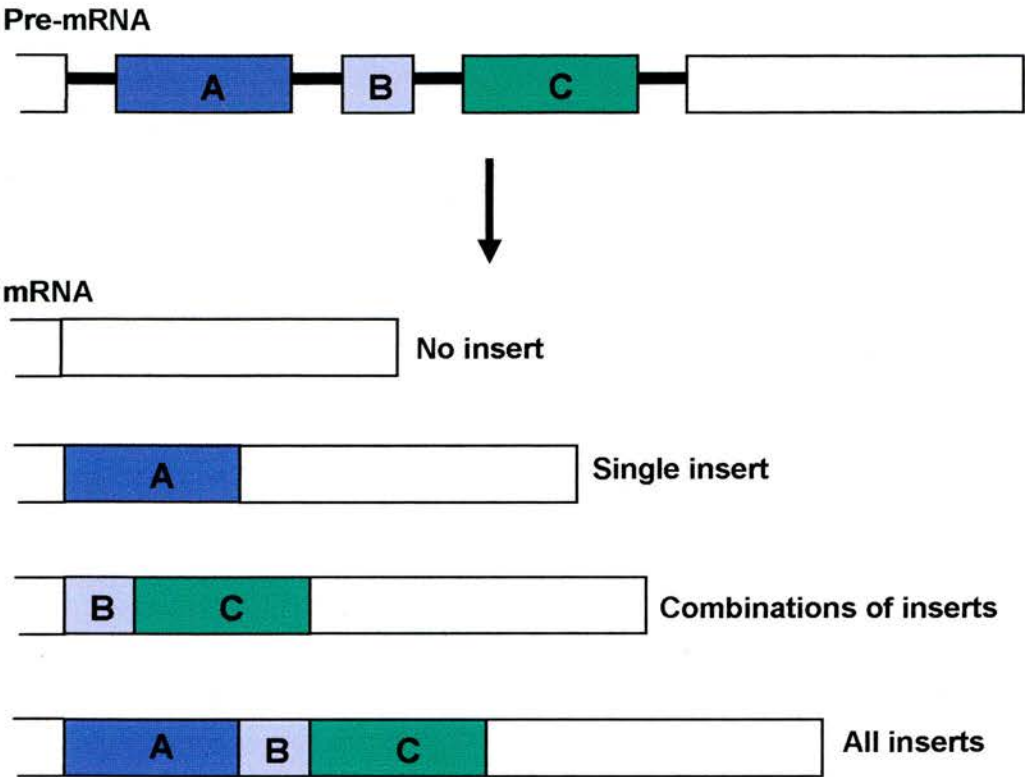 Pre-mRNA
A B C
mRNA
No insert
A Single insert
B C Combinations of inserts
A B C All inserts